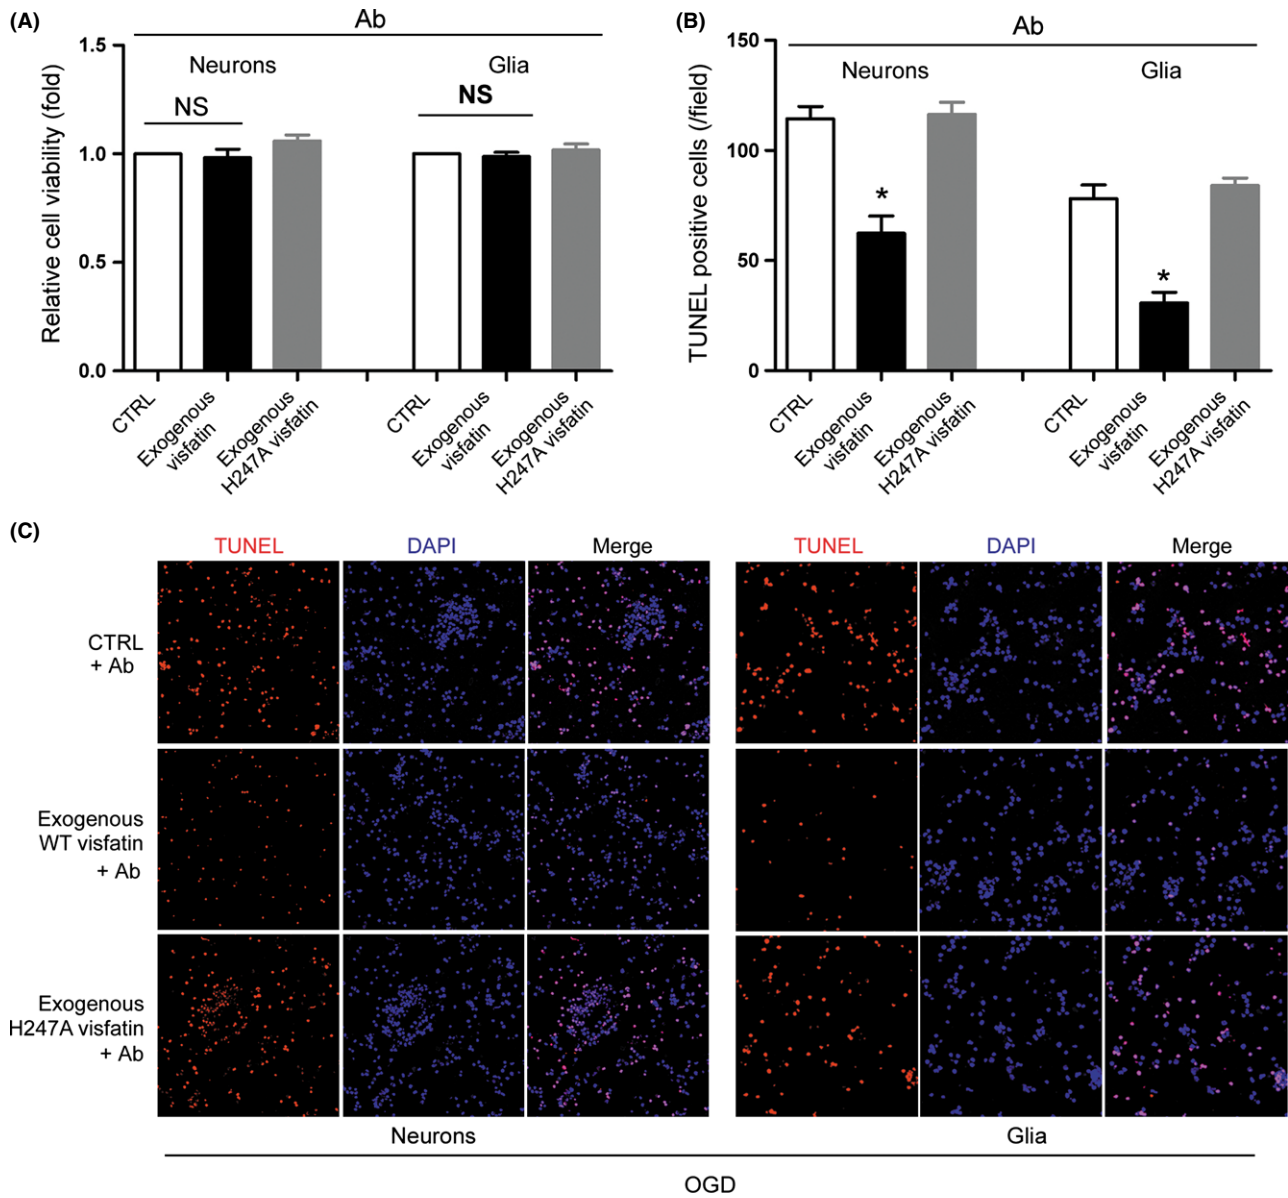 (A)
Ab
Relative cell viability (fold)
1.5
1.0
0.5
0.0
Neurons
Glia
NS
NS
CTRL
Exogenous
visfatin
Exogenous
H247A visfatin
CTRL
Exogenous
visfatin
Exogenous
H247A visfatin
(B)
Ab
TUNEL positive cells (/field)
150
100
50
0
Neurons
Glia
*
*
CTRL
Exogenous
visfatin
Exogenous
H247A visfatin
CTRL
Exogenous
visfatin
Exogenous
H247A visfatin
(C)
TUNEL DAPI Merge TUNEL DAPI Merge
CTRL
+ Ab
Exogenous
WT visfatin
+ Ab
Exogenous
H247A visfatin
+ Ab
Neurons Glia
OGD